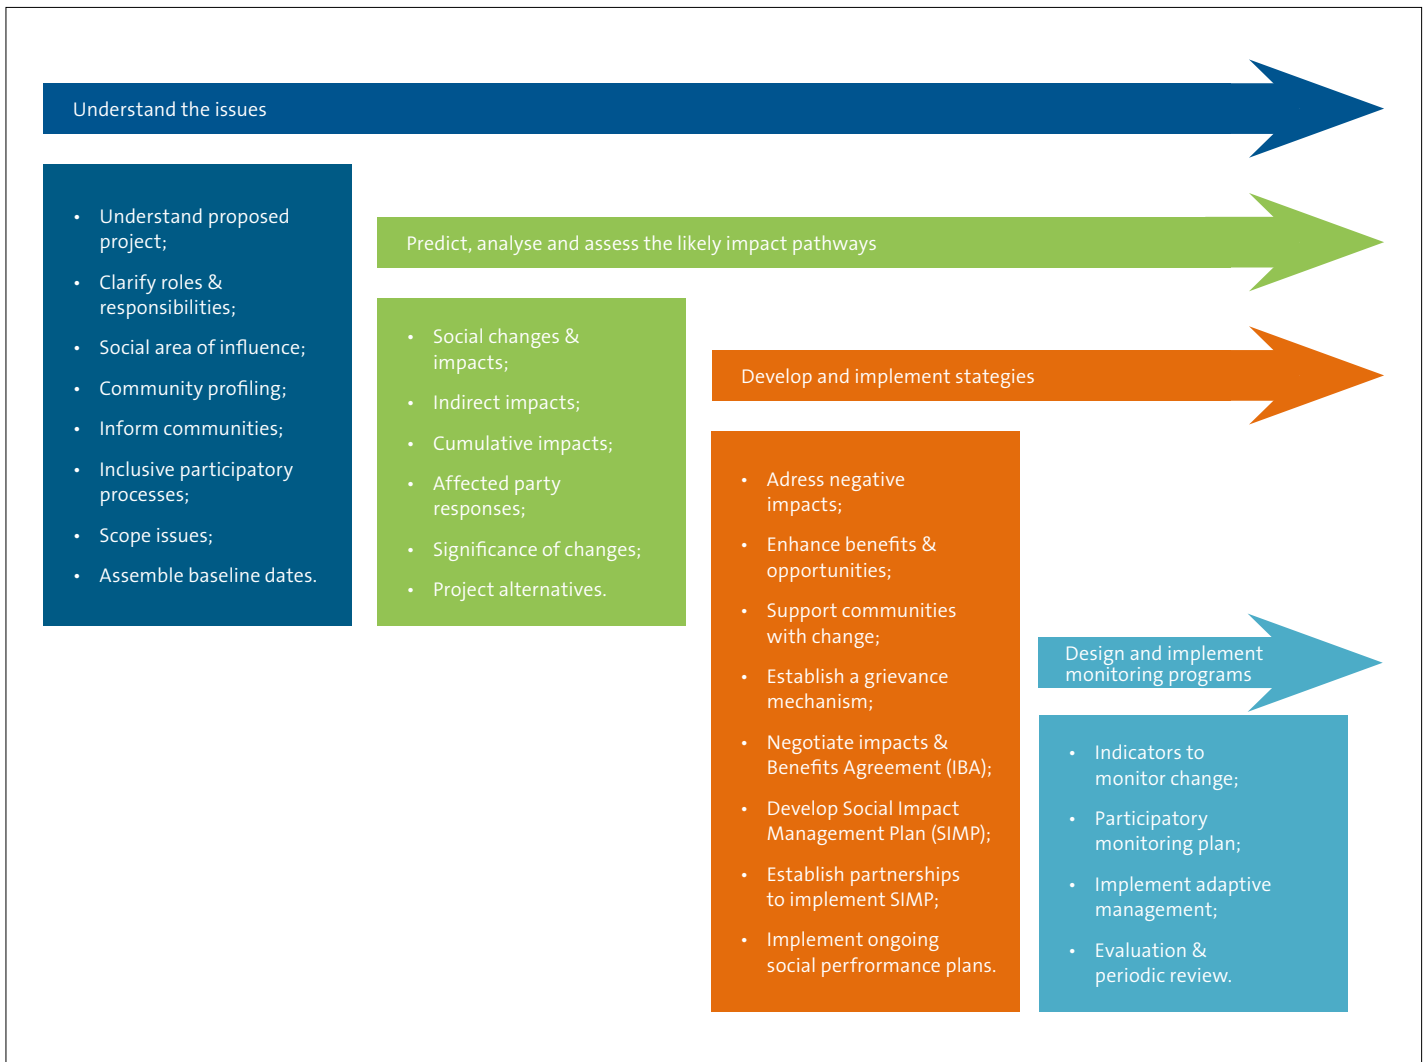 Understand the issues
• Understand proposed
project;
• Clarify roles &
responsibilities;
• Social area of influence;
• Community profiling;
• Inform communities;
• Inclusive participatory
processes;
• Scope issues;
• Assemble baseline dates.
Predict, analyse and assess the likely impact pathways
• Social changes &
impacts;
• Indirect impacts;
• Cumulative impacts;
• Affected party
responses;
• Significance of changes;
• Project alternatives.
Develop and implement stategies
• Adress negative
impacts;
• Enhance benefits &
opportunities;
• Support communities
with change;
• Establish a grievance
mechanism;
• Negotiate impacts &
Benefits Agreement (IBA);
• Develop Social Impact
Management Plan (SIMP);
• Establish partnerships
to implement SIMP;
• Implement ongoing
social perfrormance plans.
Design and implement
monitoring programs
• Indicators to
monitor change;
• Participatory
monitoring plan;
• Implement adaptive
management;
• Evaluation &
periodic review.